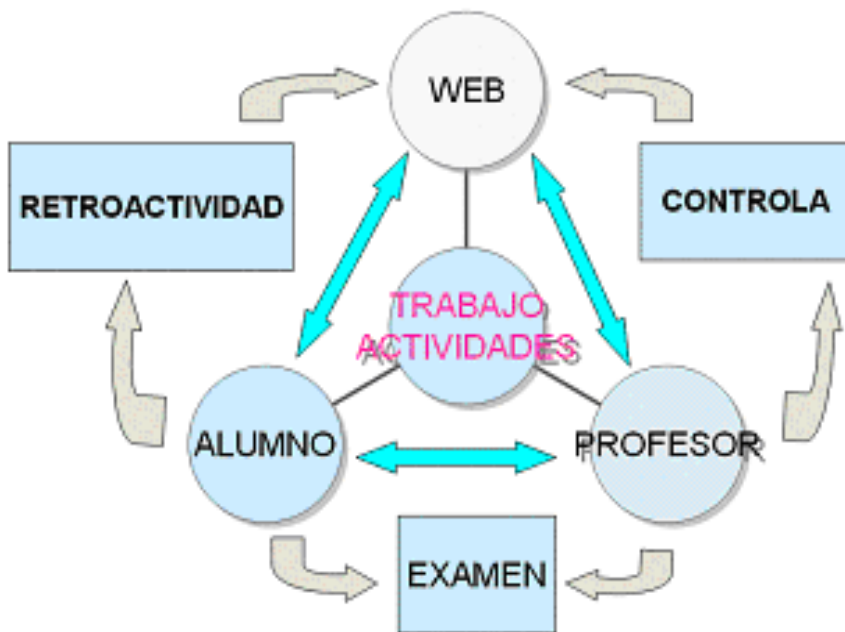 WEB
RETROACTIVIDAD
CONTROLA
TRABAJO
ACTIVIDADES
ALUMNO
PROFESOR
EXAMEN